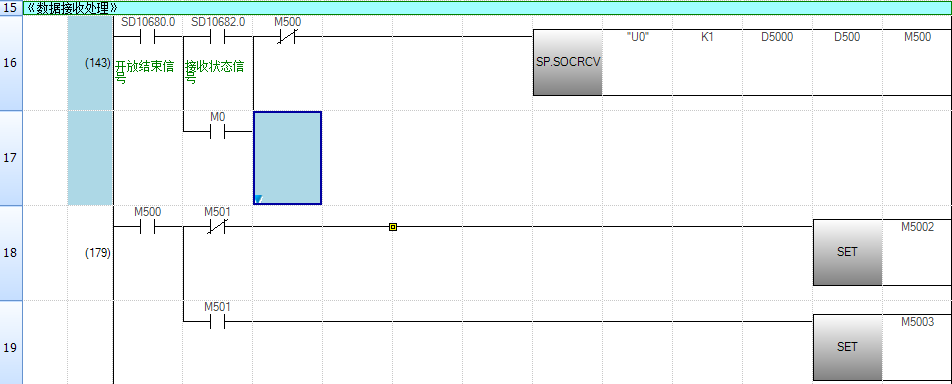 15 《数据接收处理》
SD10680.0 SD10682.0 M500
16 (143) SP.SOCRCV "U0" K1 D5000 D500 M500
开放结束信号 接收状态信号
M0
17
M500 M501 M5002
18 (179) SET
M501 M5003
19 SET